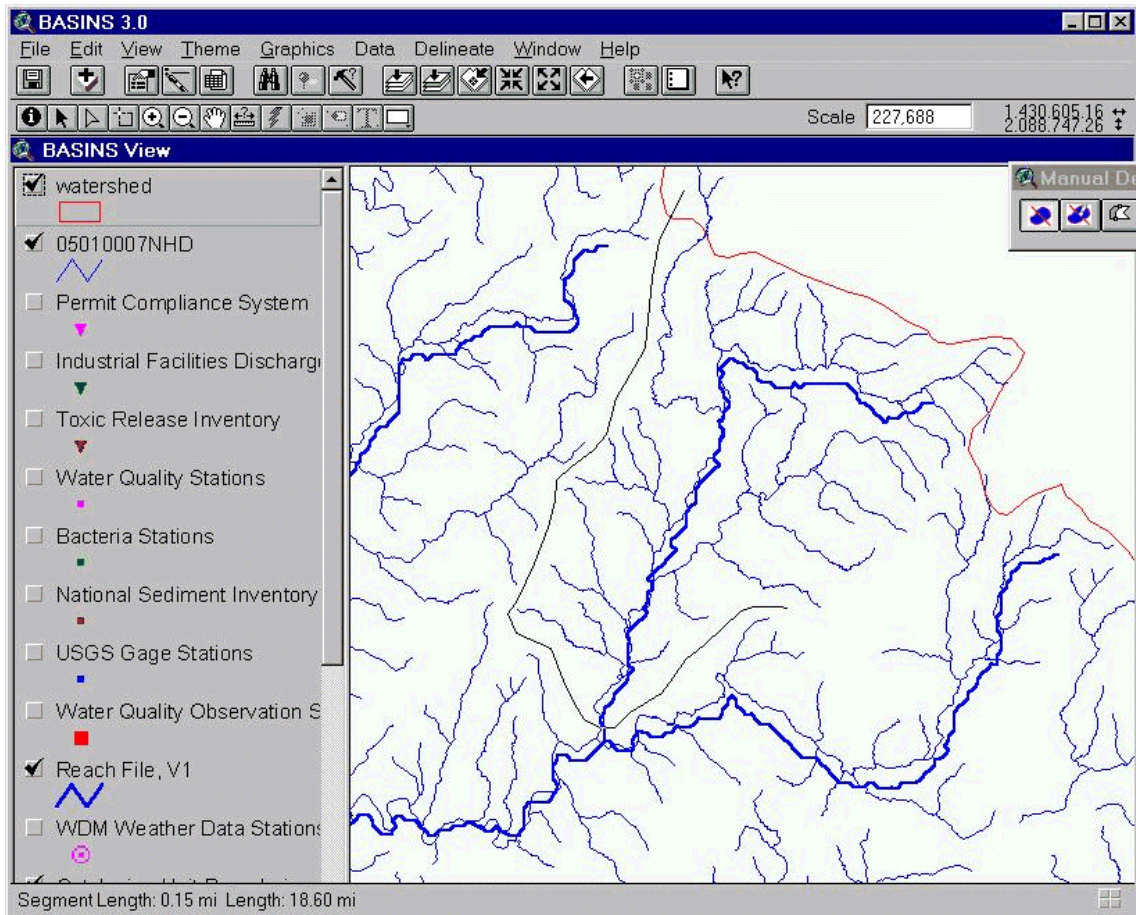 BASINS 3.0
File Edit View Theme Graphics Data Delineate Window Help
Scale 227,688
1,430,605.16
2,088,747.26
BASINS View
Manual De
watershed
05010007NHD
Permit Compliance System
Industrial Facilities Discharg
Toxic Release Inventory
Water Quality Stations
Bacteria Stations
National Sediment Inventory
USGS Gage Stations
Water Quality Observation S
Reach File, V1
WDM Weather Data Stations
Segment Length: 0.15 mi Length: 18.60 mi